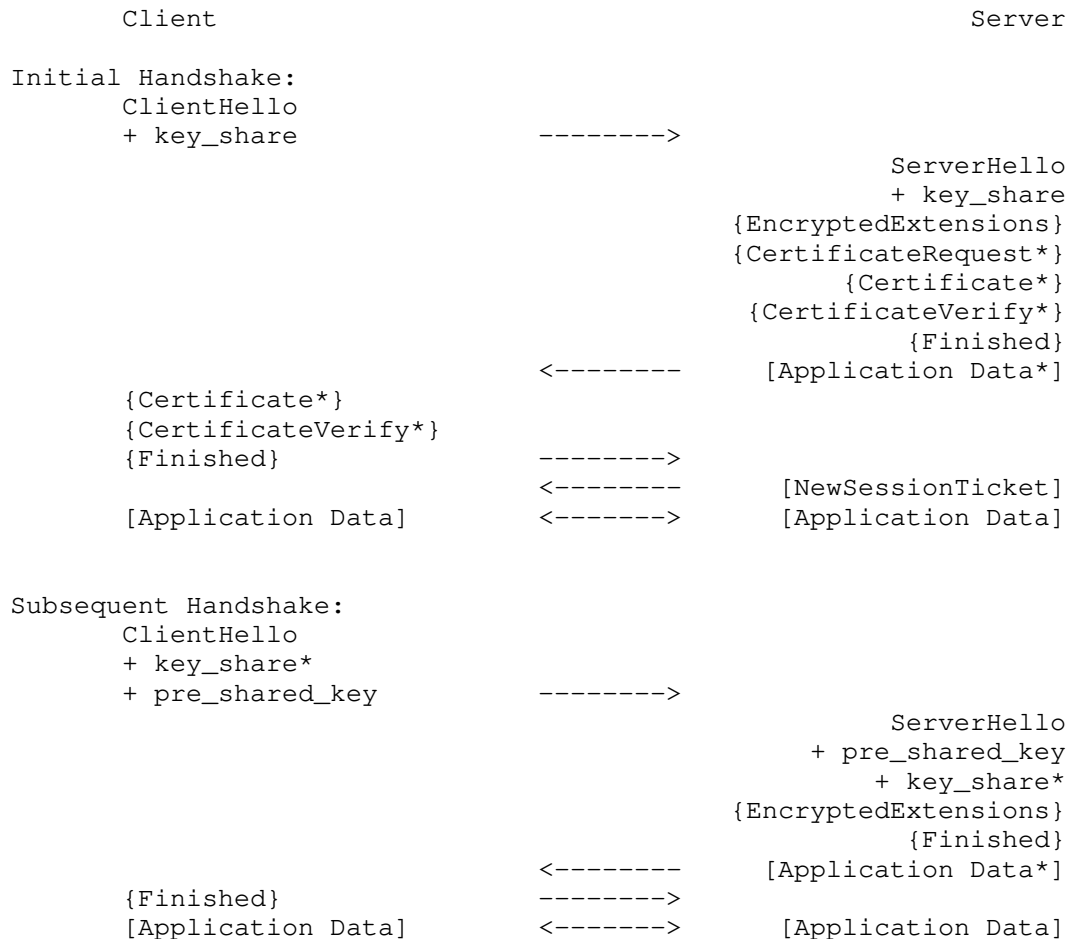 Client                                               Server
Initial Handshake:
ClientHello
+ key_share               -------->
ServerHello
+ key_share
{EncryptedExtensions}
{CertificateRequest*}
{Certificate*}
{CertificateVerify*}
{Finished}
<--------     [Application Data*]
{Certificate*}
{CertificateVerify*}
{Finished}                -------->
<--------      [NewSessionTicket]
[Application Data]        <------->      [Application Data]
Subsequent Handshake:
ClientHello
+ key_share*
+ pre_shared_key          -------->
ServerHello
+ pre_shared_key
+ key_share*
{EncryptedExtensions}
{Finished}
<--------     [Application Data*]
{Finished}                -------->
[Application Data]        <------->      [Application Data]